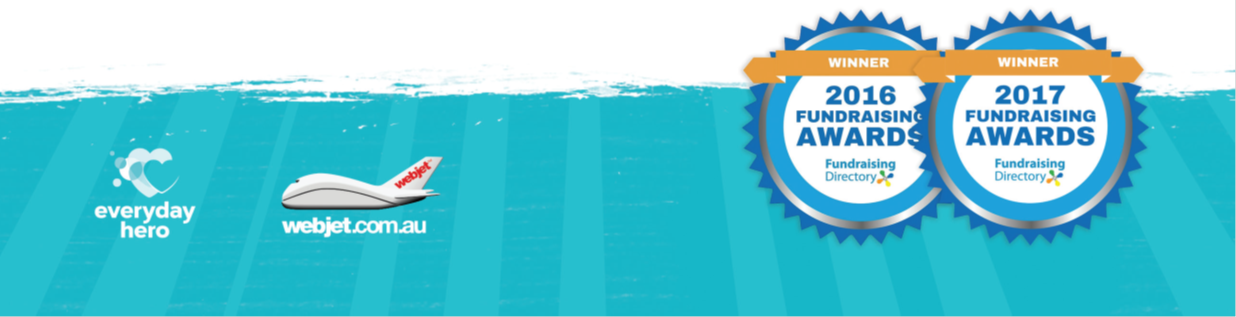 everyday
hero
webjet
webjet.com.au
WINNER
2016
FUNDRAISING
AWARDS
Fundraising
Directory
WINNER
2017
FUNDRAISING
AWARDS
Fundraising
Directory